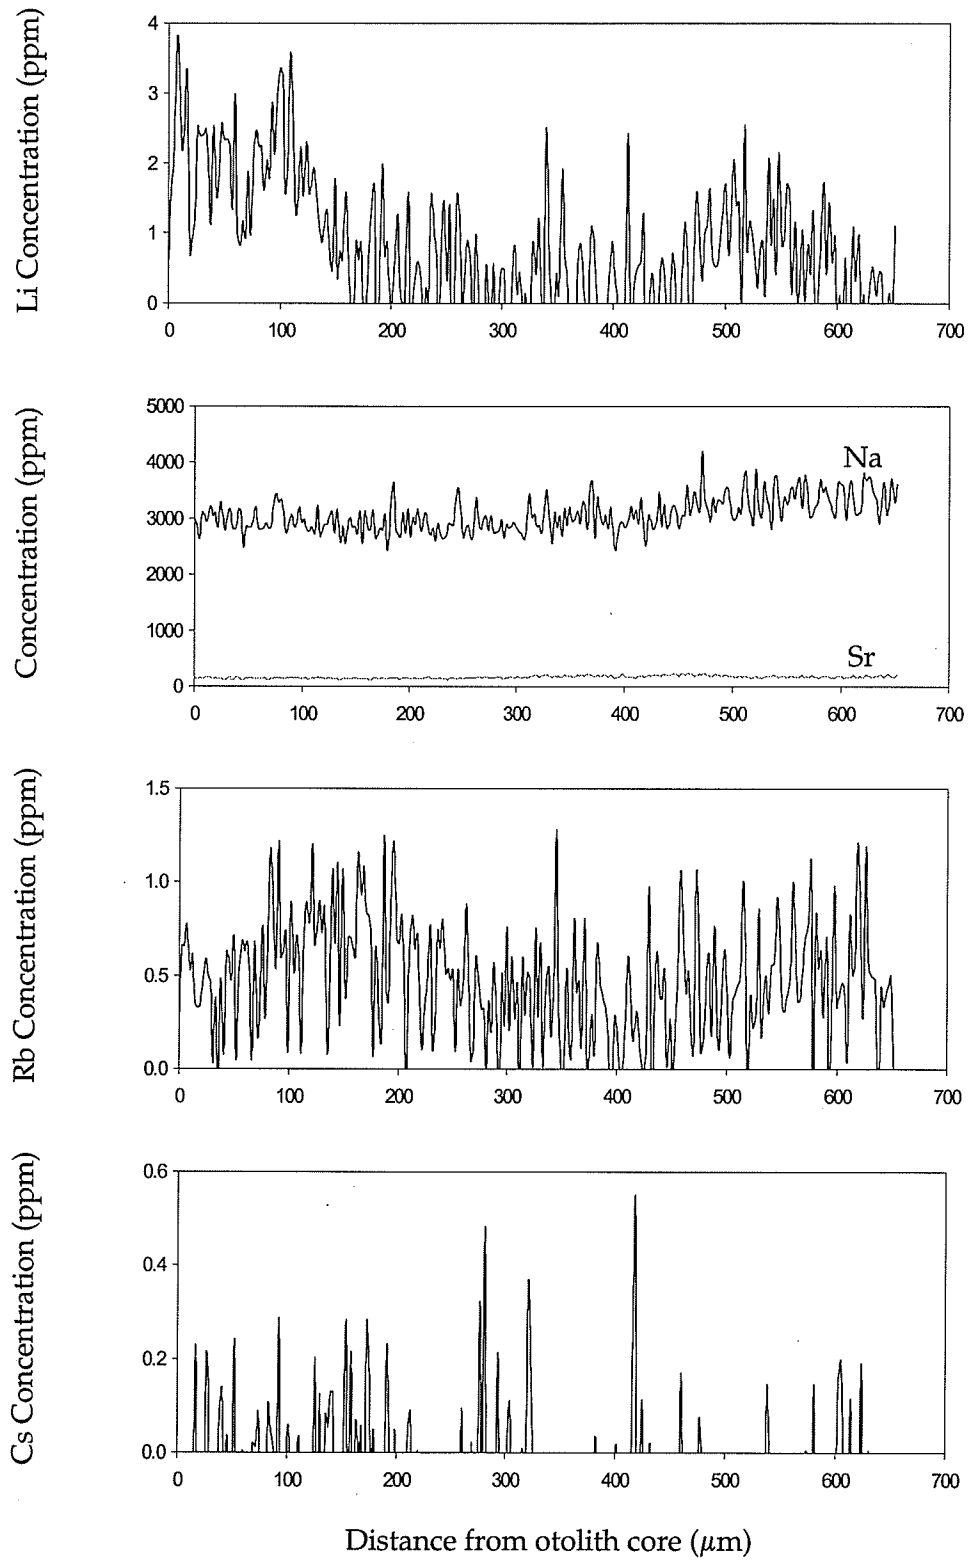 Li Concentration (ppm)
4
3
2
1
0
0 100 200 300 400 500 600 700
Concentration (ppm)
5000
4000
3000
2000
1000
0
Na
Sr
0 100 200 300 400 500 600 700
Rb Concentration (ppm)
1.5
1.0
0.5
0.0
0 100 200 300 400 500 600 700
Cs Concentration (ppm)
0.6
0.4
0.2
0.0
0 100 200 300 400 500 600 700
Distance from otolith core (μm)